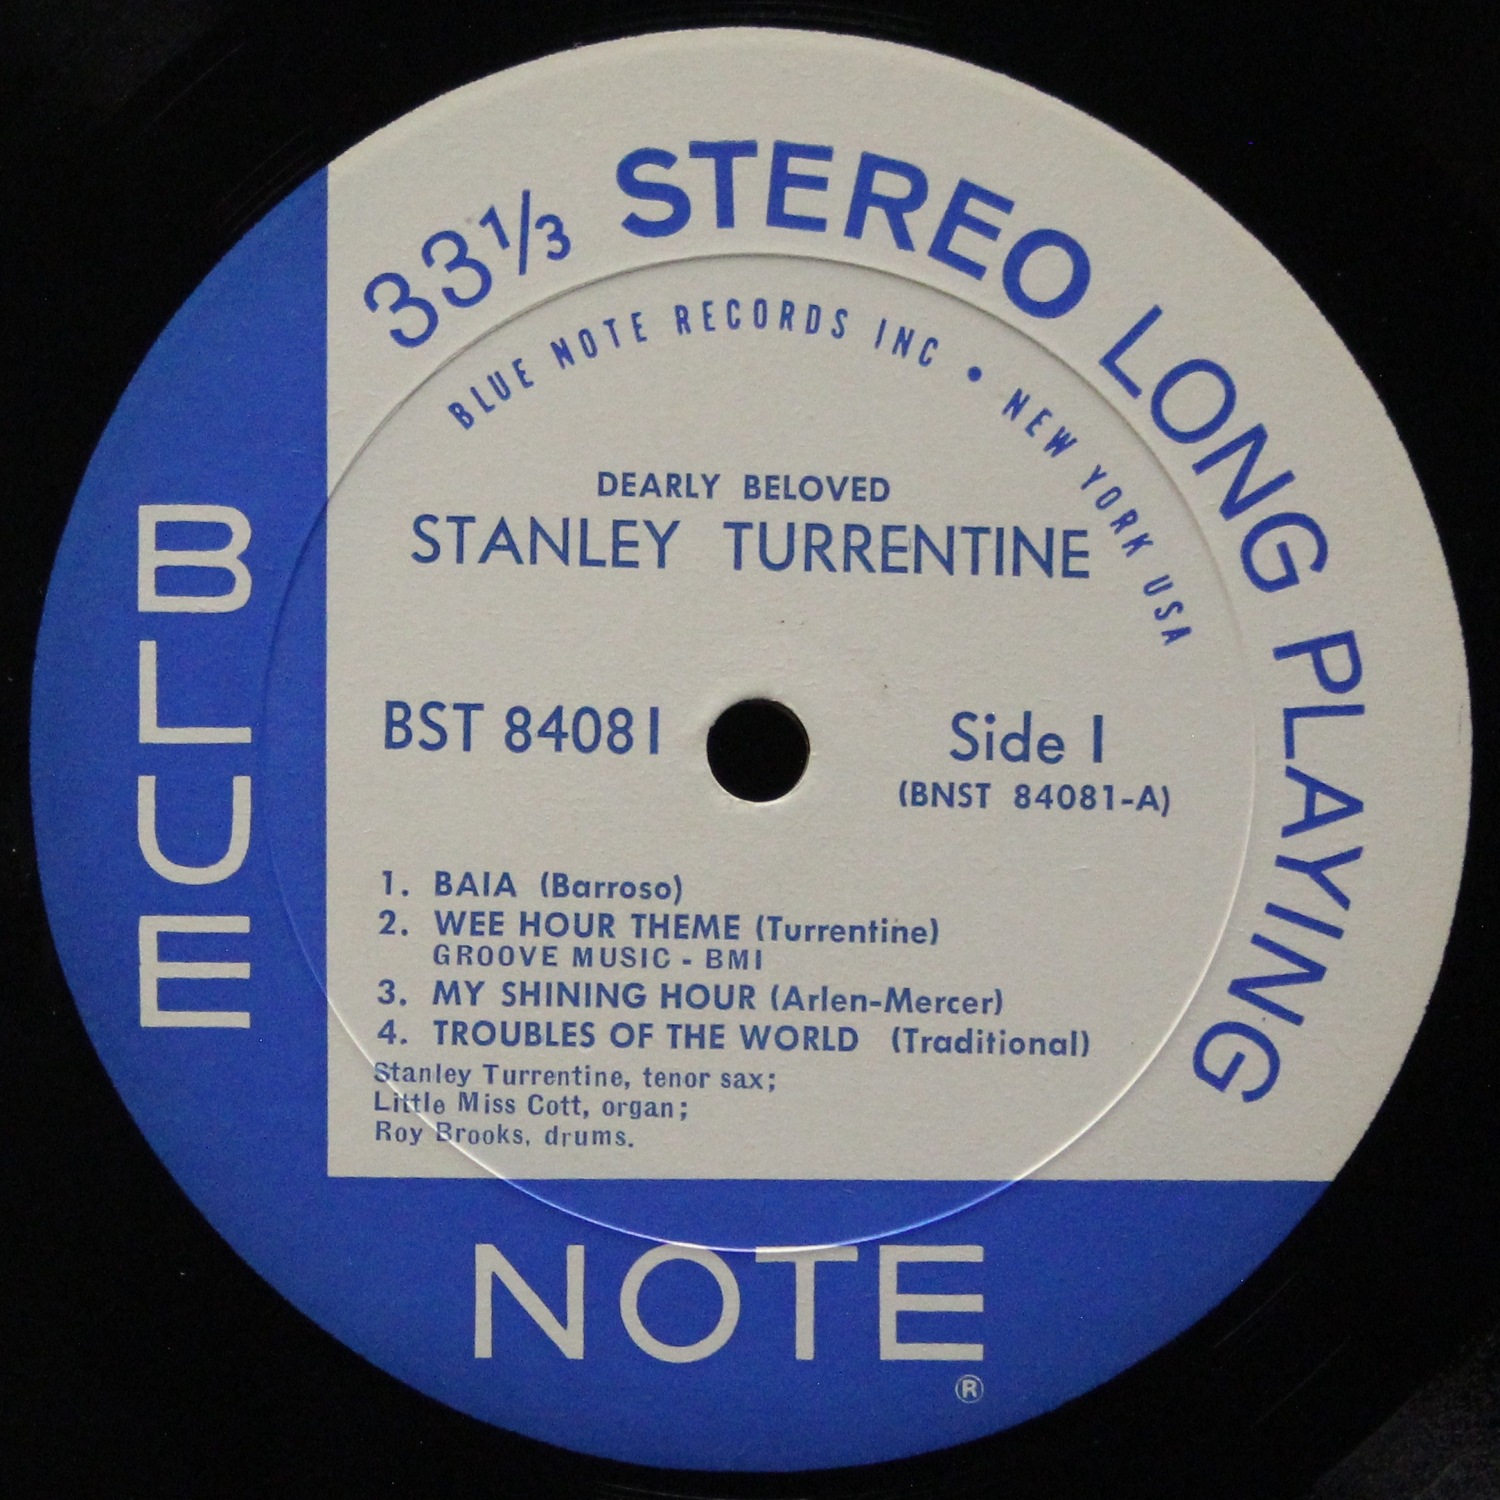 33⅓ STEREO LONG PLAYING
BLUE NOTE RECORDS INC • NEW YORK USA
DEARLY BELOVED
STANLEY TURRENTINE
BST 84081
Side 1
(BNST 84081-A)
1. BAIA (Barroso)
2. WEE HOUR THEME (Turrentine)
GROOVE MUSIC - BMI
3. MY SHINING HOUR (Arlen-Mercer)
4. TROUBLES OF THE WORLD (Traditional)
Stanley Turrentine, tenor sax;
Little Miss Cott, organ;
Roy Brooks, drums.
BLUE
NOTE
®